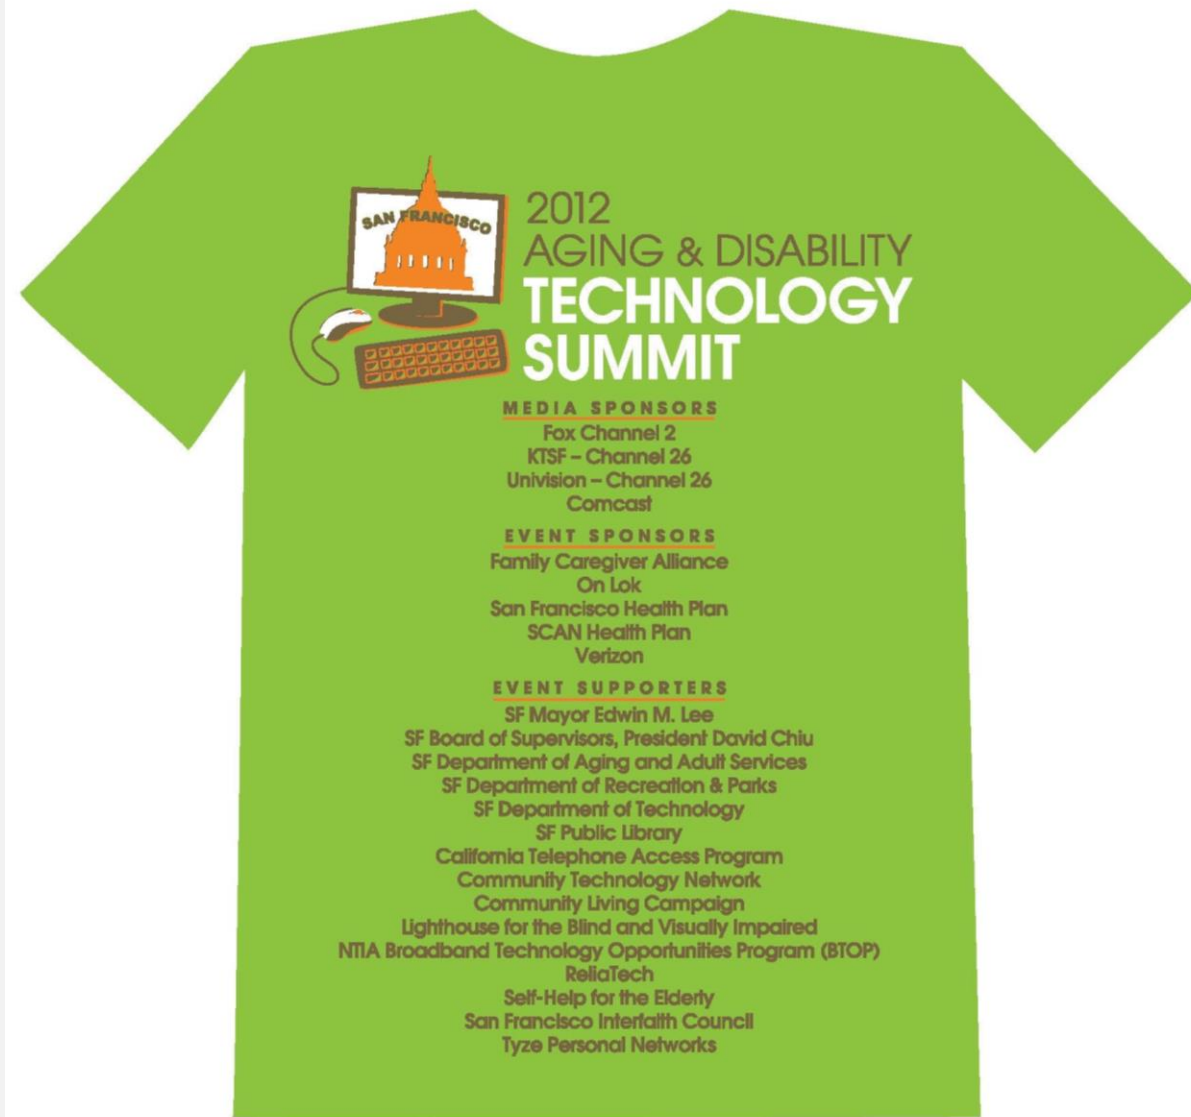 SAN FRANCISCO
2012
AGING & DISABILITY
TECHNOLOGY
SUMMIT
MEDIA SPONSORS
Fox Channel 2
KTSF – Channel 26
Univision – Channel 26
Comcast
EVENT SPONSORS
Family Caregiver Alliance
On Lok
San Francisco Health Plan
SCAN Health Plan
Verizon
EVENT SUPPORTERS
SF Mayor Edwin M. Lee
SF Board of Supervisors, President David Chiu
SF Department of Aging and Adult Services
SF Department of Recreation & Parks
SF Department of Technology
SF Public Library
California Telephone Access Program
Community Technology Network
Community Living Campaign
Lighthouse for the Blind and Visually Impaired
NTIA Broadband Technology Opportunities Program (BTOP)
ReliaTech
Self-Help for the Elderly
San Francisco Interfaith Council
Tyze Personal Networks